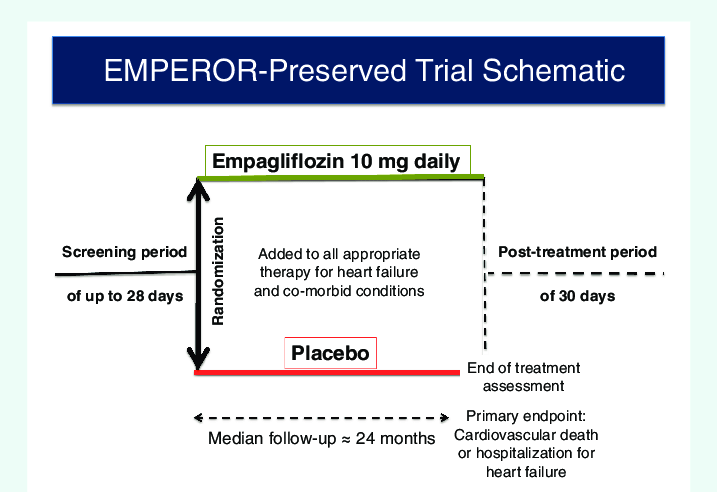 EMPEROR-Preserved Trial Schematic
Empagliflozin 10 mg daily
Screening period
of up to 28 days
Randomization
Added to all appropriate
therapy for heart failure
and co-morbid conditions
Post-treatment period
of 30 days
Placebo
End of treatment
assessment
Median follow-up ≈ 24 months
Primary endpoint:
Cardiovascular death
or hospitalization for
heart failure